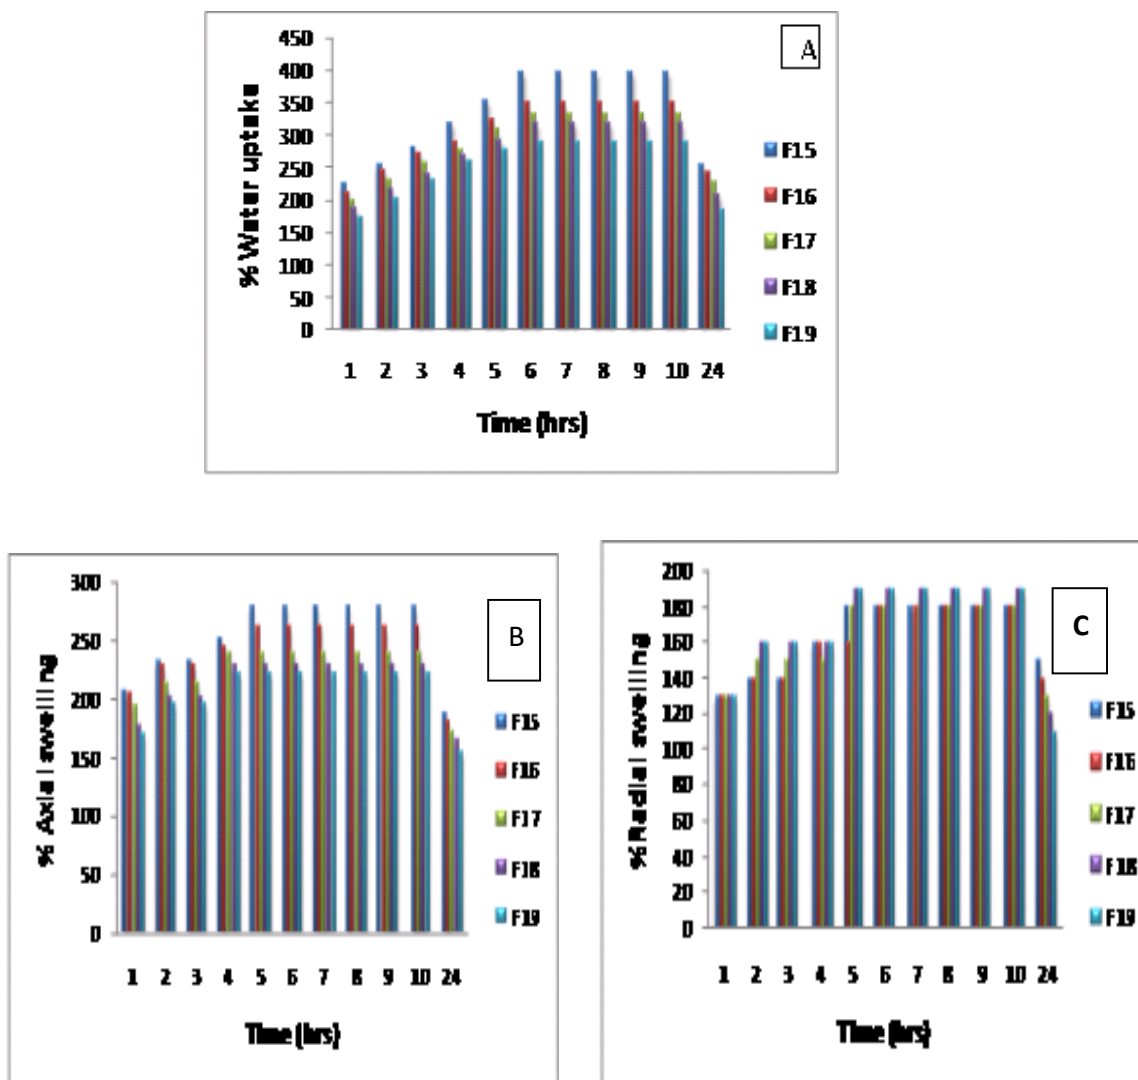 A
450
400
350
300
250
200
150
100
50
0
% Water uptake
F15
F16
F17
F18
F19
1 2 3 4 5 6 7 8 9 10 24
Time (hrs)
B
300
250
200
150
100
50
0
% Axial swelling
F15
F16
F17
F18
F19
1 2 3 4 5 6 7 8 9 10 24
Time (hrs)
C
200
180
160
140
120
100
80
60
40
20
0
% Radial swelling
F15
F16
F17
F18
F19
1 2 3 4 5 6 7 8 9 10 24
Time (hrs)